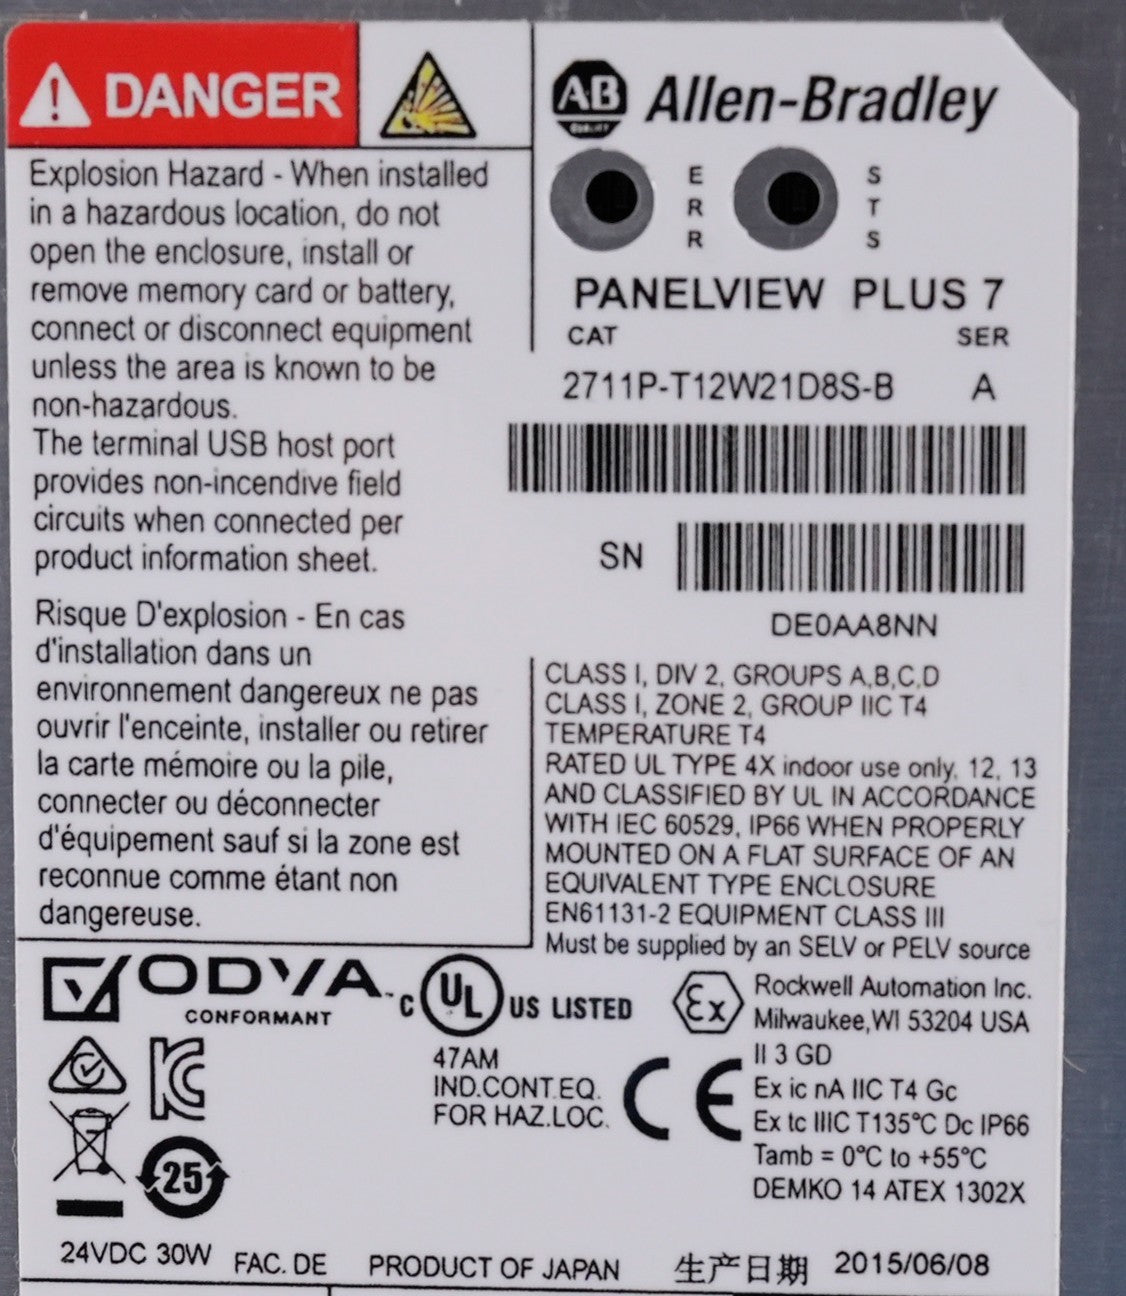 DANGER
Explosion Hazard - When installed
in a hazardous location, do not
open the enclosure, install or
remove memory card or battery,
connect or disconnect equipment
unless the area is known to be
non-hazardous.
The terminal USB host port
provides non-incendive field
circuits when connected per
product information sheet.
Risque D'explosion - En cas
d'installation dans un
environnement dangereux ne pas
ouvrir l'enceinte, installer ou retirer
la carte mémoire ou la pile,
connecter ou déconnecter
d'équipement sauf si la zone est
reconnue comme étant non
dangereuse.
AB QUALITY Allen-Bradley
ERR STS
PANELVIEW PLUS 7
CAT SER
2711P-T12W21D8S-B A
SN
DE0AA8NN
CLASS I, DIV 2, GROUPS A,B,C,D
CLASS I, ZONE 2, GROUP IIC T4
TEMPERATURE T4
RATED UL TYPE 4X indoor use only, 12, 13
AND CLASSIFIED BY UL IN ACCORDANCE
WITH IEC 60529, IP66 WHEN PROPERLY
MOUNTED ON A FLAT SURFACE OF AN
EQUIVALENT TYPE ENCLOSURE
EN61131-2 EQUIPMENT CLASS III
Must be supplied by an SELV or PELV source
ODVA™
CONFORMANT
C UL US LISTED
47AM
IND.CONT.EQ.
FOR HAZ.LOC.
CE
Ex
Rockwell Automation Inc.
Milwaukee,WI 53204 USA
II 3 GD
Ex ic nA IIC T4 Gc
Ex tc IIIC T135°C Dc IP66
Tamb = 0°C to +55°C
DEMKO 14 ATEX 1302X
25
24VDC 30W FAC. DE PRODUCT OF JAPAN 生产日期 2015/06/08